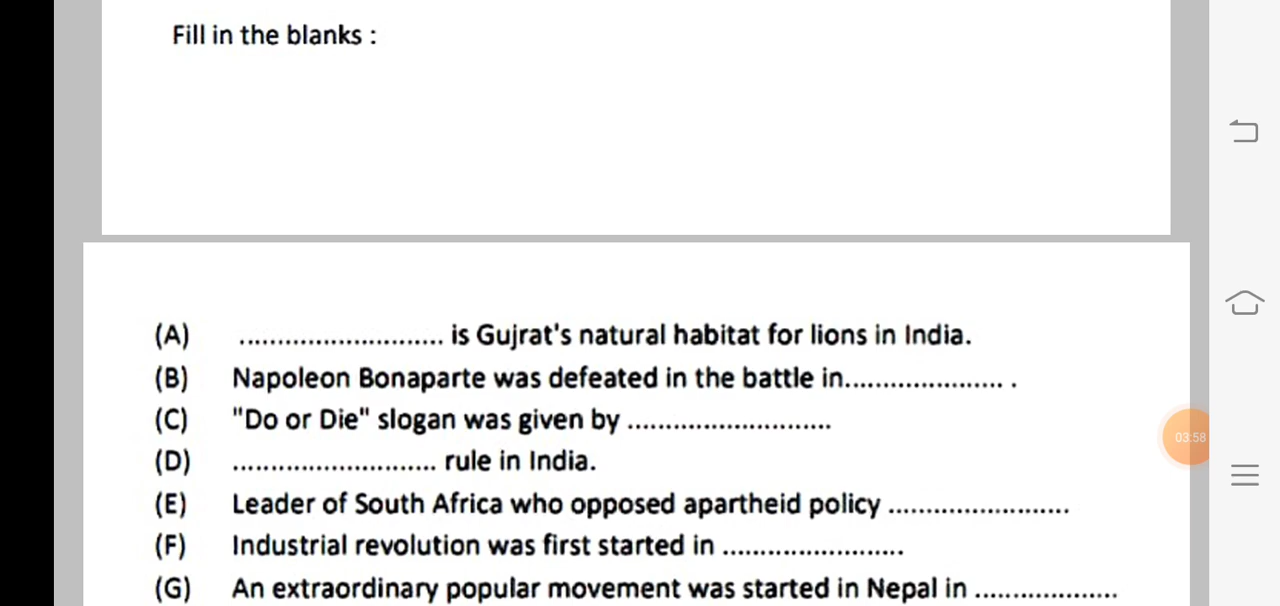 Fill in the blanks :
(A) ........................... is Gujrat's natural habitat for lions in India.
(B) Napoleon Bonaparte was defeated in the battle in..................... .
(C) "Do or Die" slogan was given by ...........................
(D) ........................... rule in India.
(E) Leader of South Africa who opposed apartheid policy ........................
(F) Industrial revolution was first started in ........................
(G) An extraordinary popular movement was started in Nepal in ...................
03:58